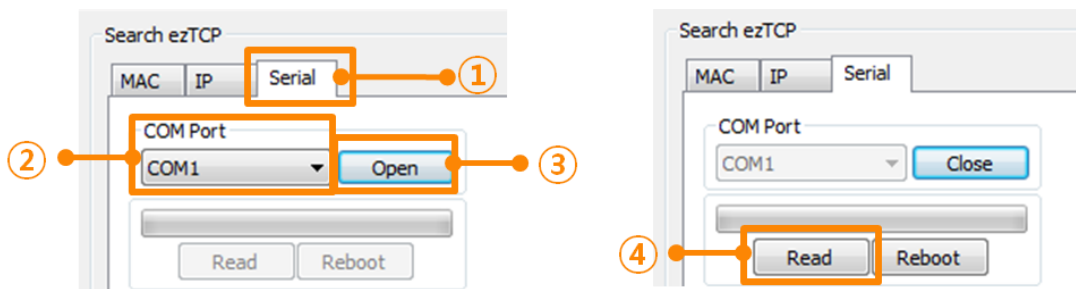 Search ezTCP
MAC IP Serial ①
COM Port
② COM1 Open ③
Read Reboot
Search ezTCP
MAC IP Serial
COM Port
COM1 Close
④ Read Reboot